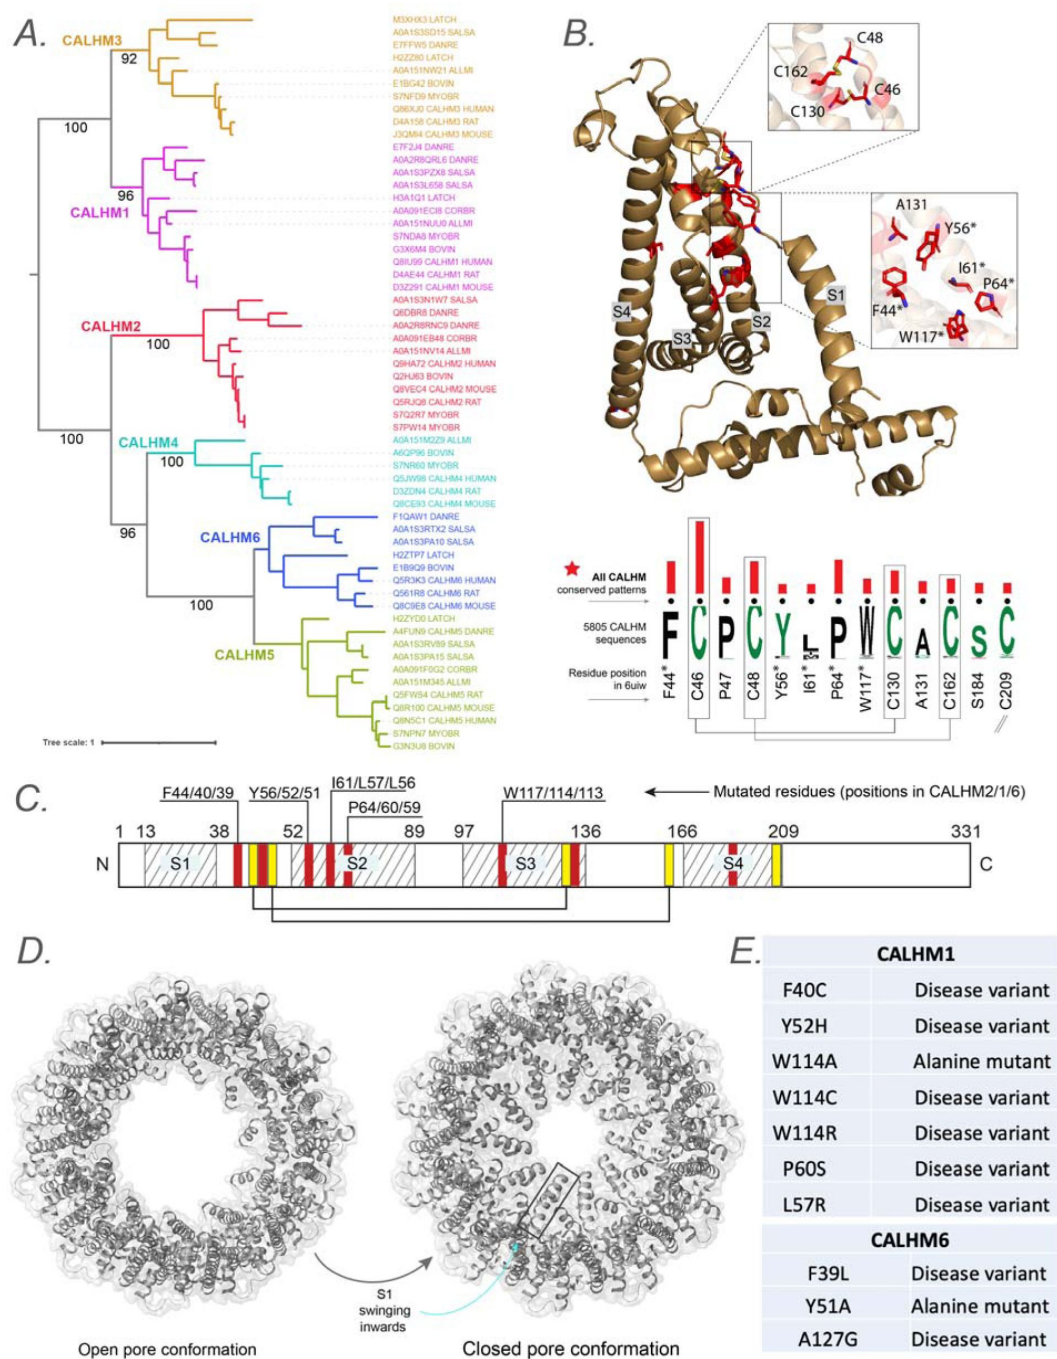 A.
CALHM3
92
M3XHX3 LATCH
A0A1S3SD15 SALSA
E7FFW5 DANRE
H2ZZ80 LATCH
A0A151NW21 ALLMI
E1BG42 BOVIN
S7NFD9 MYOBR
Q86XJ0 CALHM3 HUMAN
D4A158 CALHM3 RAT
J3QMI4 CALHM3 MOUSE
100
96
CALHM1
E7F2J4 DANRE
A0A2R8QRL6 DANRE
A0A1S3PZX8 SALSA
A0A1S3L658 SALSA
H3A1Q1 LATCH
A0A091ECI8 CORBR
A0A151NUU0 ALLMI
S7NDA8 MYOBR
G3X6M4 BOVIN
Q8IU99 CALHM1 HUMAN
D4AE44 CALHM1 RAT
D3Z291 CALHM1 MOUSE
CALHM2
100
A0A1S3N1W7 SALSA
Q6DBR8 DANRE
A0A2R8RNC9 DANRE
A0A091EB48 CORBR
A0A151NV14 ALLMI
Q9HA72 CALHM2 HUMAN
Q2HJ63 BOVIN
Q8VEC4 CALHM2 MOUSE
Q5RJQ8 CALHM2 RAT
S7Q2R7 MYOBR
S7PW14 MYOBR
100
CALHM4
100
A0A151M2Z9 ALLMI
A6QP96 BOVIN
S7NR60 MYOBR
Q5JW98 CALHM4 HUMAN
D3ZDN4 CALHM4 RAT
Q8CE93 CALHM4 MOUSE
96
CALHM6
F1QAW1 DANRE
A0A1S3RTX2 SALSA
A0A1S3PA10 SALSA
H2ZTP7 LATCH
E1B9Q9 BOVIN
Q5R3K3 CALHM6 HUMAN
Q561R8 CALHM6 RAT
Q8C9E8 CALHM6 MOUSE
100
CALHM5
H2ZYD0 LATCH
A4FUN9 CALHM5 DANRE
A0A1S3RV89 SALSA
A0A1S3PA15 SALSA
A0A091F0G2 CORBR
A0A151M345 ALLMI
Q5FWS4 CALHM5 RAT
Q8R100 CALHM5 MOUSE
Q8N5C1 CALHM5 HUMAN
S7NPN7 MYOBR
G3N3U8 BOVIN
Tree scale: 1
B.
C48
C162
C46
C130
A131
Y56*
I61*
P64*
F44*
W117*
S4
S3
S2
S1
All CALHM
conserved patterns
5805 CALHM
sequences
F C P C Y L P W C A C S C
Residue position
in 6uiw
F44* C46 P47 C48 Y56* I61* P64* W117* C130 A131 C162 S184 C209
C.
F44/40/39 Y56/52/51 I61/L57/L56 W117/114/113 Mutated residues (positions in CALHM2/1/6)
P64/60/59
1 13 38 52 89 97 136 166 209 331
N S1 S2 S3 S4 C
D.
S1
swinging
inwards
Open pore conformation Closed pore conformation
E.
CALHM1
F40C Disease variant
Y52H Disease variant
W114A Alanine mutant
W114C Disease variant
W114R Disease variant
P60S Disease variant
L57R Disease variant
CALHM6
F39L Disease variant
Y51A Alanine mutant
A127G Disease variant